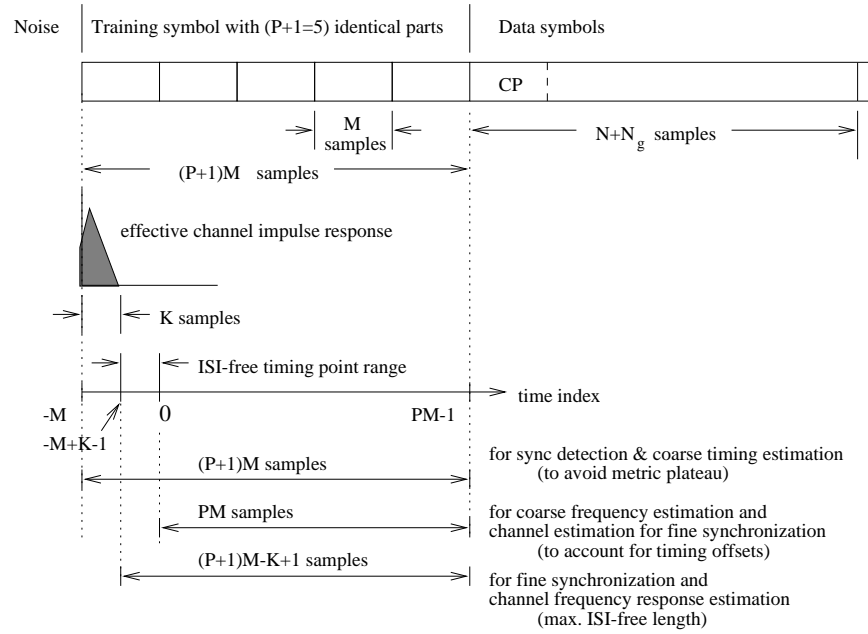 Noise
Training symbol with (P+1=5) identical parts
Data symbols
CP
M
samples
N+N_g samples
(P+1)M samples
effective channel impulse response
K samples
ISI-free timing point range
time index
-M
0
PM-1
-M+K-1
(P+1)M samples
for sync detection & coarse timing estimation
(to avoid metric plateau)
PM samples
for coarse frequency estimation and
channel estimation for fine synchronization
(to account for timing offsets)
(P+1)M-K+1 samples
for fine synchronization and
channel frequency response estimation
(max. ISI-free length)